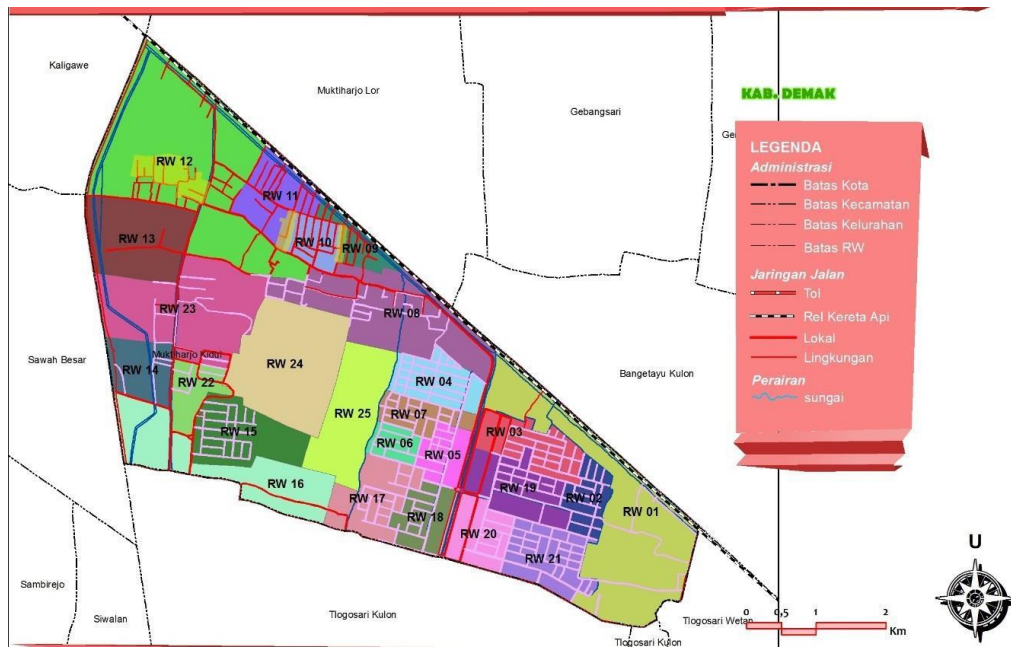 Kaligawe
Muktiharjo Lor
Gebangsari
KAB. DEMAK
LEGENDA
Administrasi
Batas Kota
Batas Kecamatan
Batas Kelurahan
Batas RW
Jaringan Jalan
Tol
Rel Kereta Api
Lokal
Lingkungan
Perairan
sungai
RW 12
RW 11
RW 13
RW 10
RW 09
RW 23
RW 08
Sawah Besar
Muktiharjo Kidul
RW 14
RW 22
RW 24
RW 04
Bangetayu Kulon
RW 25
RW 07
RW 15
RW 06
RW 05
RW 03
RW 16
RW 17
RW 18
RW 19
RW 02
RW 01
RW 20
RW 21
U
Sambirejo
Siwalan
Tlogosari Kulon
Tlogosari Wetan
Tlogosari Kulon
0 0,5 1 2
Km